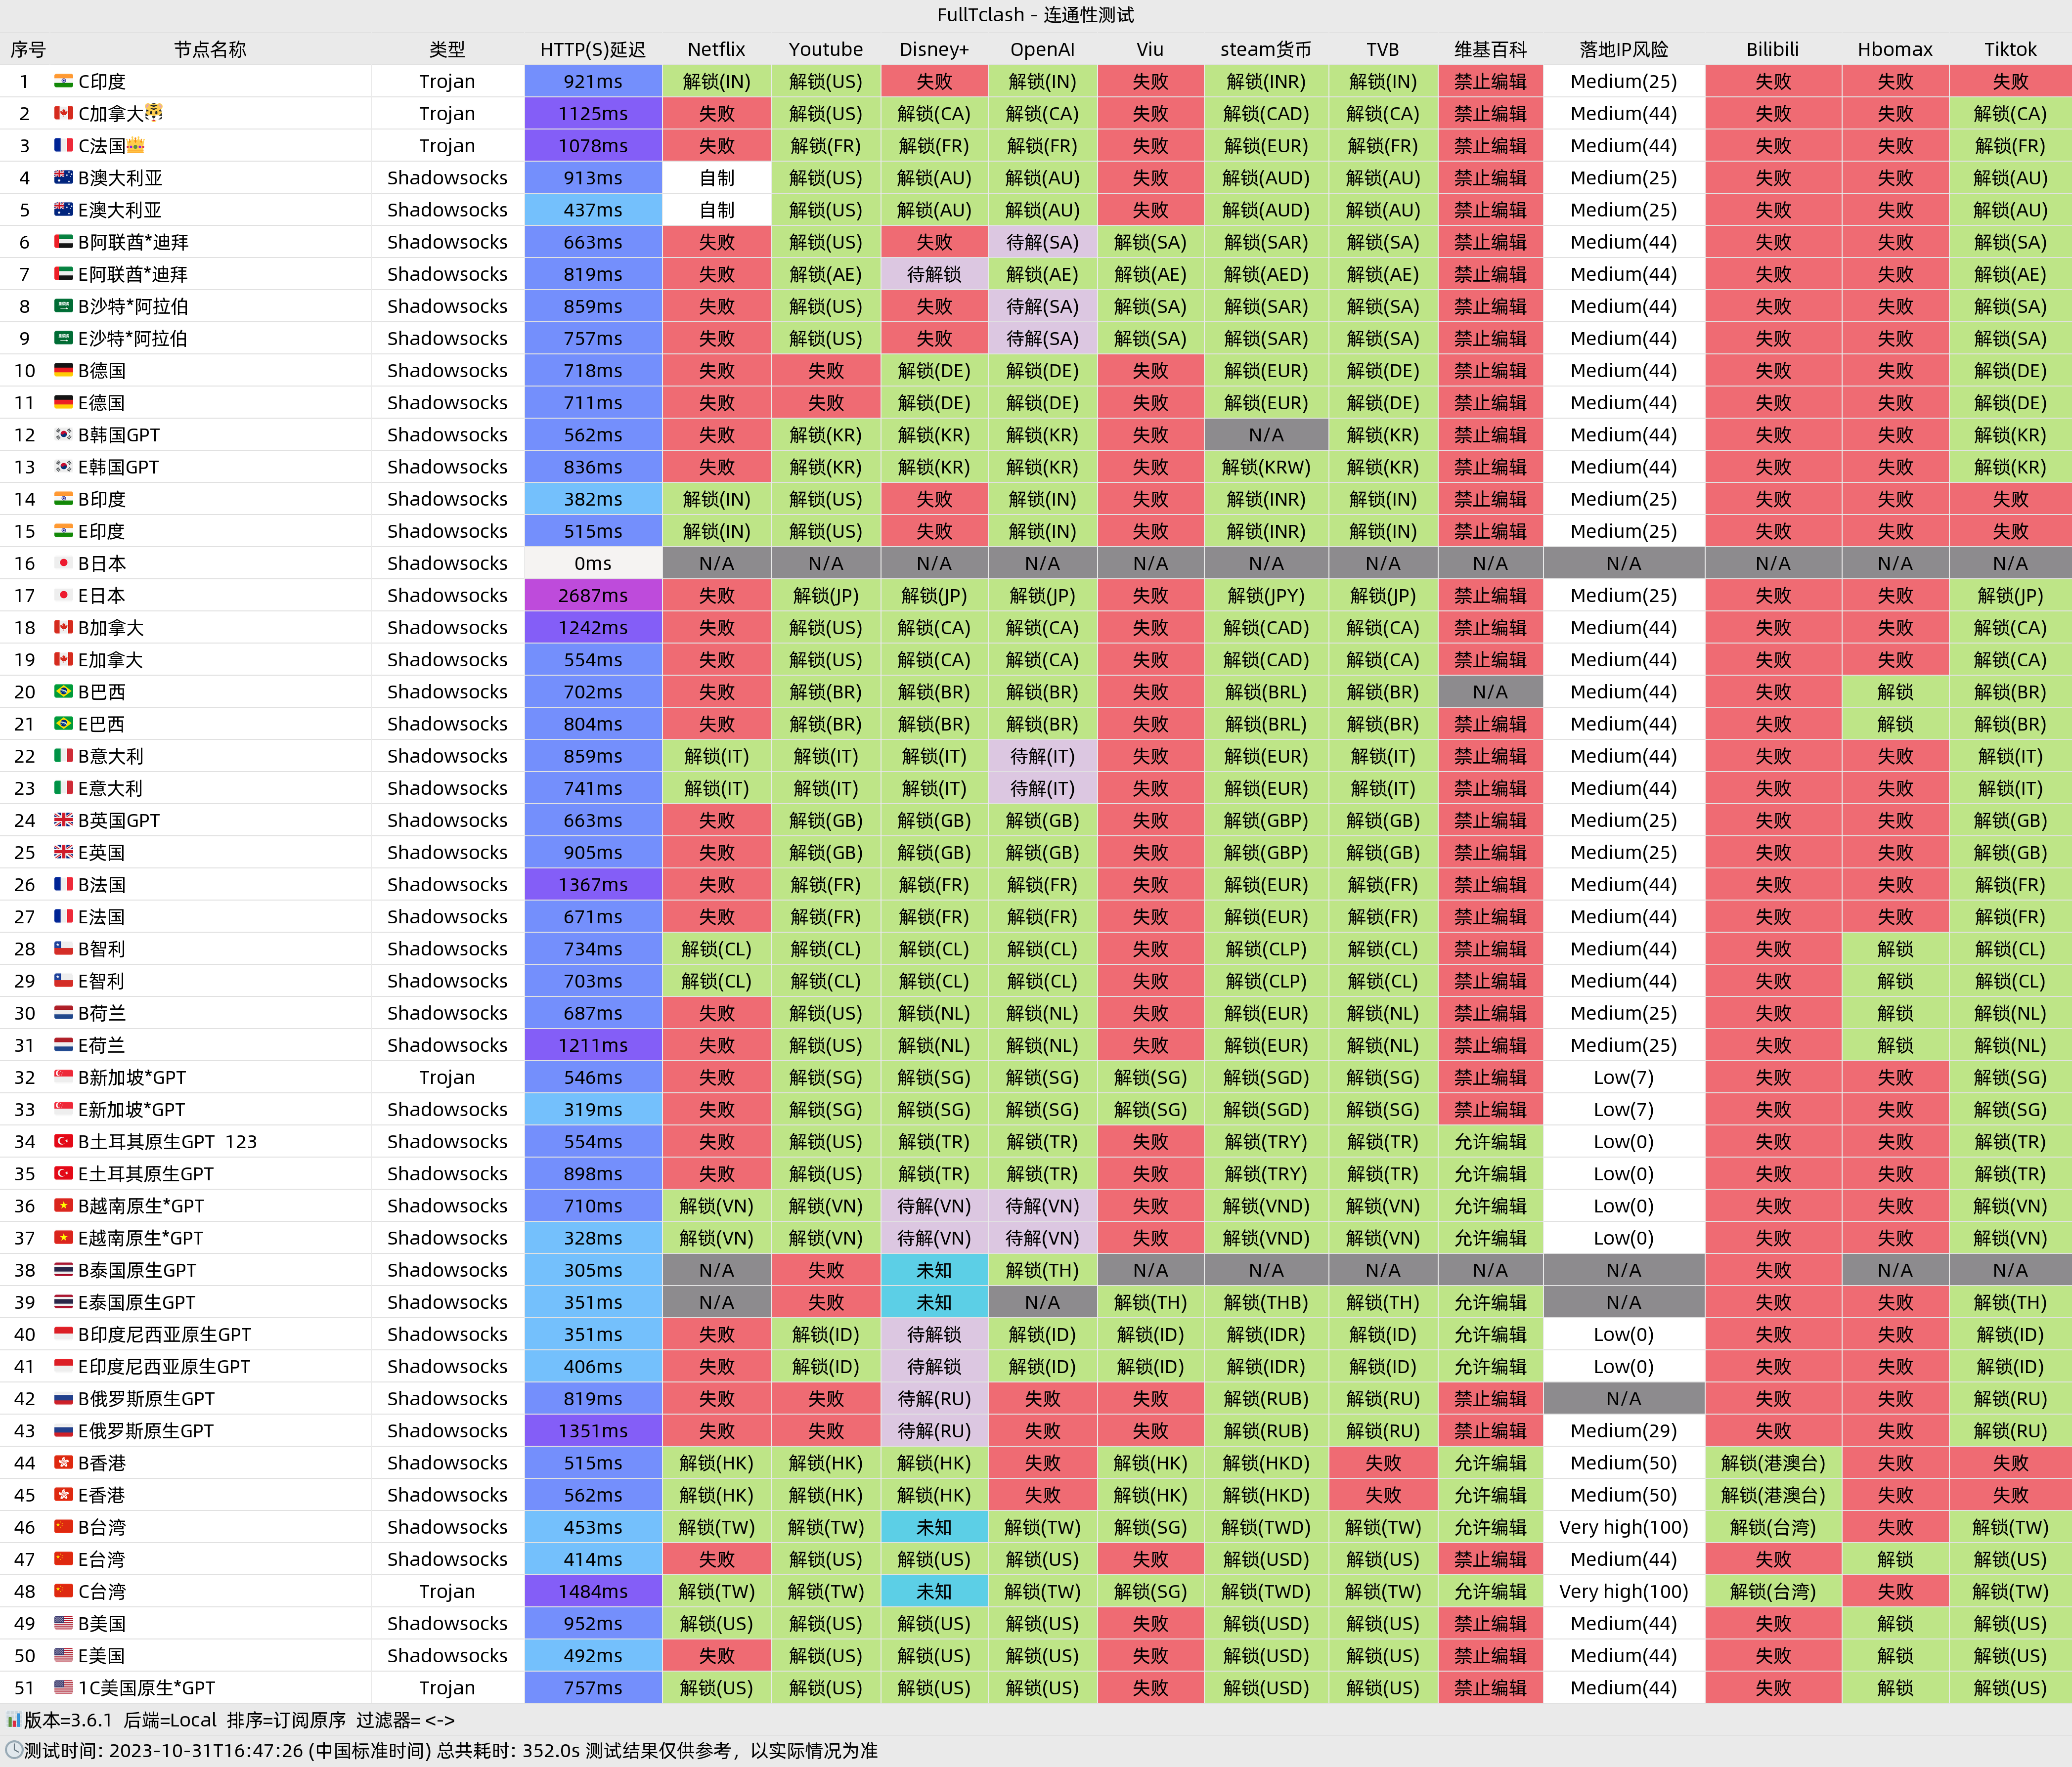 FullTclash - 连通性测试
序号 节点名称 类型 HTTP(S)延迟 Netflix Youtube Disney+ OpenAI Viu steam货币 TVB 维基百科 落地IP风险 Bilibili Hbomax Tiktok
1 C印度 Trojan 921ms 解锁(IN) 解锁(US) 失败 解锁(IN) 失败 解锁(INR) 解锁(IN) 禁止编辑 Medium(25) 失败 失败 失败
2 C加拿大🐯 Trojan 1125ms 失败 解锁(US) 解锁(CA) 解锁(CA) 失败 解锁(CAD) 解锁(CA) 禁止编辑 Medium(44) 失败 失败 解锁(CA)
3 C法国👑 Trojan 1078ms 失败 解锁(FR) 解锁(FR) 解锁(FR) 失败 解锁(EUR) 解锁(FR) 禁止编辑 Medium(44) 失败 失败 解锁(FR)
4 B澳大利亚 Shadowsocks 913ms 自制 解锁(US) 解锁(AU) 解锁(AU) 失败 解锁(AUD) 解锁(AU) 禁止编辑 Medium(25) 失败 失败 解锁(AU)
5 E澳大利亚 Shadowsocks 437ms 自制 解锁(US) 解锁(AU) 解锁(AU) 失败 解锁(AUD) 解锁(AU) 禁止编辑 Medium(25) 失败 失败 解锁(AU)
6 B阿联酋*迪拜 Shadowsocks 663ms 失败 解锁(US) 失败 待解(SA) 解锁(SA) 解锁(SAR) 解锁(SA) 禁止编辑 Medium(44) 失败 失败 解锁(SA)
7 E阿联酋*迪拜 Shadowsocks 819ms 失败 解锁(AE) 待解锁 解锁(AE) 解锁(AE) 解锁(AED) 解锁(AE) 禁止编辑 Medium(44) 失败 失败 解锁(AE)
8 B沙特*阿拉伯 Shadowsocks 859ms 失败 解锁(US) 失败 待解(SA) 解锁(SA) 解锁(SAR) 解锁(SA) 禁止编辑 Medium(44) 失败 失败 解锁(SA)
9 E沙特*阿拉伯 Shadowsocks 757ms 失败 解锁(US) 失败 待解(SA) 解锁(SA) 解锁(SAR) 解锁(SA) 禁止编辑 Medium(44) 失败 失败 解锁(SA)
10 B德国 Shadowsocks 718ms 失败 失败 解锁(DE) 解锁(DE) 失败 解锁(EUR) 解锁(DE) 禁止编辑 Medium(44) 失败 失败 解锁(DE)
11 E德国 Shadowsocks 711ms 失败 失败 解锁(DE) 解锁(DE) 失败 解锁(EUR) 解锁(DE) 禁止编辑 Medium(44) 失败 失败 解锁(DE)
12 B韩国GPT Shadowsocks 562ms 失败 解锁(KR) 解锁(KR) 解锁(KR) 失败 N/A 解锁(KR) 禁止编辑 Medium(44) 失败 失败 解锁(KR)
13 E韩国GPT Shadowsocks 836ms 失败 解锁(KR) 解锁(KR) 解锁(KR) 失败 解锁(KRW) 解锁(KR) 禁止编辑 Medium(44) 失败 失败 解锁(KR)
14 B印度 Shadowsocks 382ms 解锁(IN) 解锁(US) 失败 解锁(IN) 失败 解锁(INR) 解锁(IN) 禁止编辑 Medium(25) 失败 失败 失败
15 E印度 Shadowsocks 515ms 解锁(IN) 解锁(US) 失败 解锁(IN) 失败 解锁(INR) 解锁(IN) 禁止编辑 Medium(25) 失败 失败 失败
16 B日本 Shadowsocks 0ms N/A N/A N/A N/A N/A N/A N/A N/A N/A N/A N/A N/A
17 E日本 Shadowsocks 2687ms 失败 解锁(JP) 解锁(JP) 解锁(JP) 失败 解锁(JPY) 解锁(JP) 禁止编辑 Medium(25) 失败 失败 解锁(JP)
18 B加拿大 Shadowsocks 1242ms 失败 解锁(US) 解锁(CA) 解锁(CA) 失败 解锁(CAD) 解锁(CA) 禁止编辑 Medium(44) 失败 失败 解锁(CA)
19 E加拿大 Shadowsocks 554ms 失败 解锁(US) 解锁(CA) 解锁(CA) 失败 解锁(CAD) 解锁(CA) 禁止编辑 Medium(44) 失败 失败 解锁(CA)
20 B巴西 Shadowsocks 702ms 失败 解锁(BR) 解锁(BR) 解锁(BR) 失败 解锁(BRL) 解锁(BR) N/A Medium(44) 失败 解锁 解锁(BR)
21 E巴西 Shadowsocks 804ms 失败 解锁(BR) 解锁(BR) 解锁(BR) 失败 解锁(BRL) 解锁(BR) 禁止编辑 Medium(44) 失败 解锁 解锁(BR)
22 B意大利 Shadowsocks 859ms 解锁(IT) 解锁(IT) 解锁(IT) 待解(IT) 失败 解锁(EUR) 解锁(IT) 禁止编辑 Medium(44) 失败 失败 解锁(IT)
23 E意大利 Shadowsocks 741ms 解锁(IT) 解锁(IT) 解锁(IT) 待解(IT) 失败 解锁(EUR) 解锁(IT) 禁止编辑 Medium(44) 失败 失败 解锁(IT)
24 B英国GPT Shadowsocks 663ms 失败 解锁(GB) 解锁(GB) 解锁(GB) 失败 解锁(GBP) 解锁(GB) 禁止编辑 Medium(25) 失败 失败 解锁(GB)
25 E英国 Shadowsocks 905ms 失败 解锁(GB) 解锁(GB) 解锁(GB) 失败 解锁(GBP) 解锁(GB) 禁止编辑 Medium(25) 失败 失败 解锁(GB)
26 B法国 Shadowsocks 1367ms 失败 解锁(FR) 解锁(FR) 解锁(FR) 失败 解锁(EUR) 解锁(FR) 禁止编辑 Medium(44) 失败 失败 解锁(FR)
27 E法国 Shadowsocks 671ms 失败 解锁(FR) 解锁(FR) 解锁(FR) 失败 解锁(EUR) 解锁(FR) 禁止编辑 Medium(44) 失败 失败 解锁(FR)
28 B智利 Shadowsocks 734ms 解锁(CL) 解锁(CL) 解锁(CL) 解锁(CL) 失败 解锁(CLP) 解锁(CL) 禁止编辑 Medium(44) 失败 解锁 解锁(CL)
29 E智利 Shadowsocks 703ms 解锁(CL) 解锁(CL) 解锁(CL) 解锁(CL) 失败 解锁(CLP) 解锁(CL) 禁止编辑 Medium(44) 失败 解锁 解锁(CL)
30 B荷兰 Shadowsocks 687ms 失败 解锁(US) 解锁(NL) 解锁(NL) 失败 解锁(EUR) 解锁(NL) 禁止编辑 Medium(25) 失败 解锁 解锁(NL)
31 E荷兰 Shadowsocks 1211ms 失败 解锁(US) 解锁(NL) 解锁(NL) 失败 解锁(EUR) 解锁(NL) 禁止编辑 Medium(25) 失败 解锁 解锁(NL)
32 B新加坡*GPT Trojan 546ms 失败 解锁(SG) 解锁(SG) 解锁(SG) 解锁(SG) 解锁(SGD) 解锁(SG) 禁止编辑 Low(7) 失败 失败 解锁(SG)
33 E新加坡*GPT Shadowsocks 319ms 失败 解锁(SG) 解锁(SG) 解锁(SG) 解锁(SG) 解锁(SGD) 解锁(SG) 禁止编辑 Low(7) 失败 失败 解锁(SG)
34 B土耳其原生GPT 123 Shadowsocks 554ms 失败 解锁(US) 解锁(TR) 解锁(TR) 失败 解锁(TRY) 解锁(TR) 允许编辑 Low(0) 失败 失败 解锁(TR)
35 E土耳其原生GPT Shadowsocks 898ms 失败 解锁(US) 解锁(TR) 解锁(TR) 失败 解锁(TRY) 解锁(TR) 允许编辑 Low(0) 失败 失败 解锁(TR)
36 B越南原生*GPT Shadowsocks 710ms 解锁(VN) 解锁(VN) 待解(VN) 待解(VN) 失败 解锁(VND) 解锁(VN) 允许编辑 Low(0) 失败 失败 解锁(VN)
37 E越南原生*GPT Shadowsocks 328ms 解锁(VN) 解锁(VN) 待解(VN) 待解(VN) 失败 解锁(VND) 解锁(VN) 允许编辑 Low(0) 失败 失败 解锁(VN)
38 B泰国原生GPT Shadowsocks 305ms N/A 失败 未知 解锁(TH) N/A N/A N/A N/A N/A 失败 N/A N/A
39 E泰国原生GPT Shadowsocks 351ms N/A 失败 未知 N/A 解锁(TH) 解锁(THB) 解锁(TH) 允许编辑 N/A 失败 失败 解锁(TH)
40 B印度尼西亚原生GPT Shadowsocks 351ms 失败 解锁(ID) 待解锁 解锁(ID) 解锁(ID) 解锁(IDR) 解锁(ID) 允许编辑 Low(0) 失败 失败 解锁(ID)
41 E印度尼西亚原生GPT Shadowsocks 406ms 失败 解锁(ID) 待解锁 解锁(ID) 解锁(ID) 解锁(IDR) 解锁(ID) 允许编辑 Low(0) 失败 失败 解锁(ID)
42 B俄罗斯原生GPT Shadowsocks 819ms 失败 失败 待解(RU) 失败 失败 解锁(RUB) 解锁(RU) 禁止编辑 N/A 失败 失败 解锁(RU)
43 E俄罗斯原生GPT Shadowsocks 1351ms 失败 失败 待解(RU) 失败 失败 解锁(RUB) 解锁(RU) 禁止编辑 Medium(29) 失败 失败 解锁(RU)
44 B香港 Shadowsocks 515ms 解锁(HK) 解锁(HK) 解锁(HK) 失败 解锁(HK) 解锁(HKD) 失败 允许编辑 Medium(50) 解锁(港澳台) 失败 失败
45 E香港 Shadowsocks 562ms 解锁(HK) 解锁(HK) 解锁(HK) 失败 解锁(HK) 解锁(HKD) 失败 允许编辑 Medium(50) 解锁(港澳台) 失败 失败
46 B台湾 Shadowsocks 453ms 解锁(TW) 解锁(TW) 未知 解锁(TW) 解锁(SG) 解锁(TWD) 解锁(TW) 允许编辑 Very high(100) 解锁(台湾) 失败 解锁(TW)
47 E台湾 Shadowsocks 414ms 失败 解锁(US) 解锁(US) 解锁(US) 失败 解锁(USD) 解锁(US) 禁止编辑 Medium(44) 失败 解锁 解锁(US)
48 C台湾 Trojan 1484ms 解锁(TW) 解锁(TW) 未知 解锁(TW) 解锁(SG) 解锁(TWD) 解锁(TW) 允许编辑 Very high(100) 解锁(台湾) 失败 解锁(TW)
49 B美国 Shadowsocks 952ms 解锁(US) 解锁(US) 解锁(US) 解锁(US) 失败 解锁(USD) 解锁(US) 禁止编辑 Medium(44) 失败 解锁 解锁(US)
50 E美国 Shadowsocks 492ms 失败 解锁(US) 解锁(US) 解锁(US) 失败 解锁(USD) 解锁(US) 禁止编辑 Medium(44) 失败 解锁 解锁(US)
51 1C美国原生*GPT Trojan 757ms 解锁(US) 解锁(US) 解锁(US) 解锁(US) 失败 解锁(USD) 解锁(US) 禁止编辑 Medium(44) 失败 解锁 解锁(US)
📊版本=3.6.1 后端=Local 排序=订阅原序 过滤器= <->
🕓测试时间: 2023-10-31T16:47:26 (中国标准时间) 总共耗时: 352.0s 测试结果仅供参考，以实际情况为准